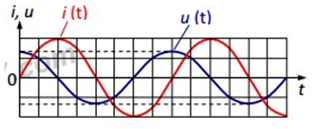 i, u
i (t)
u (t)
0
t